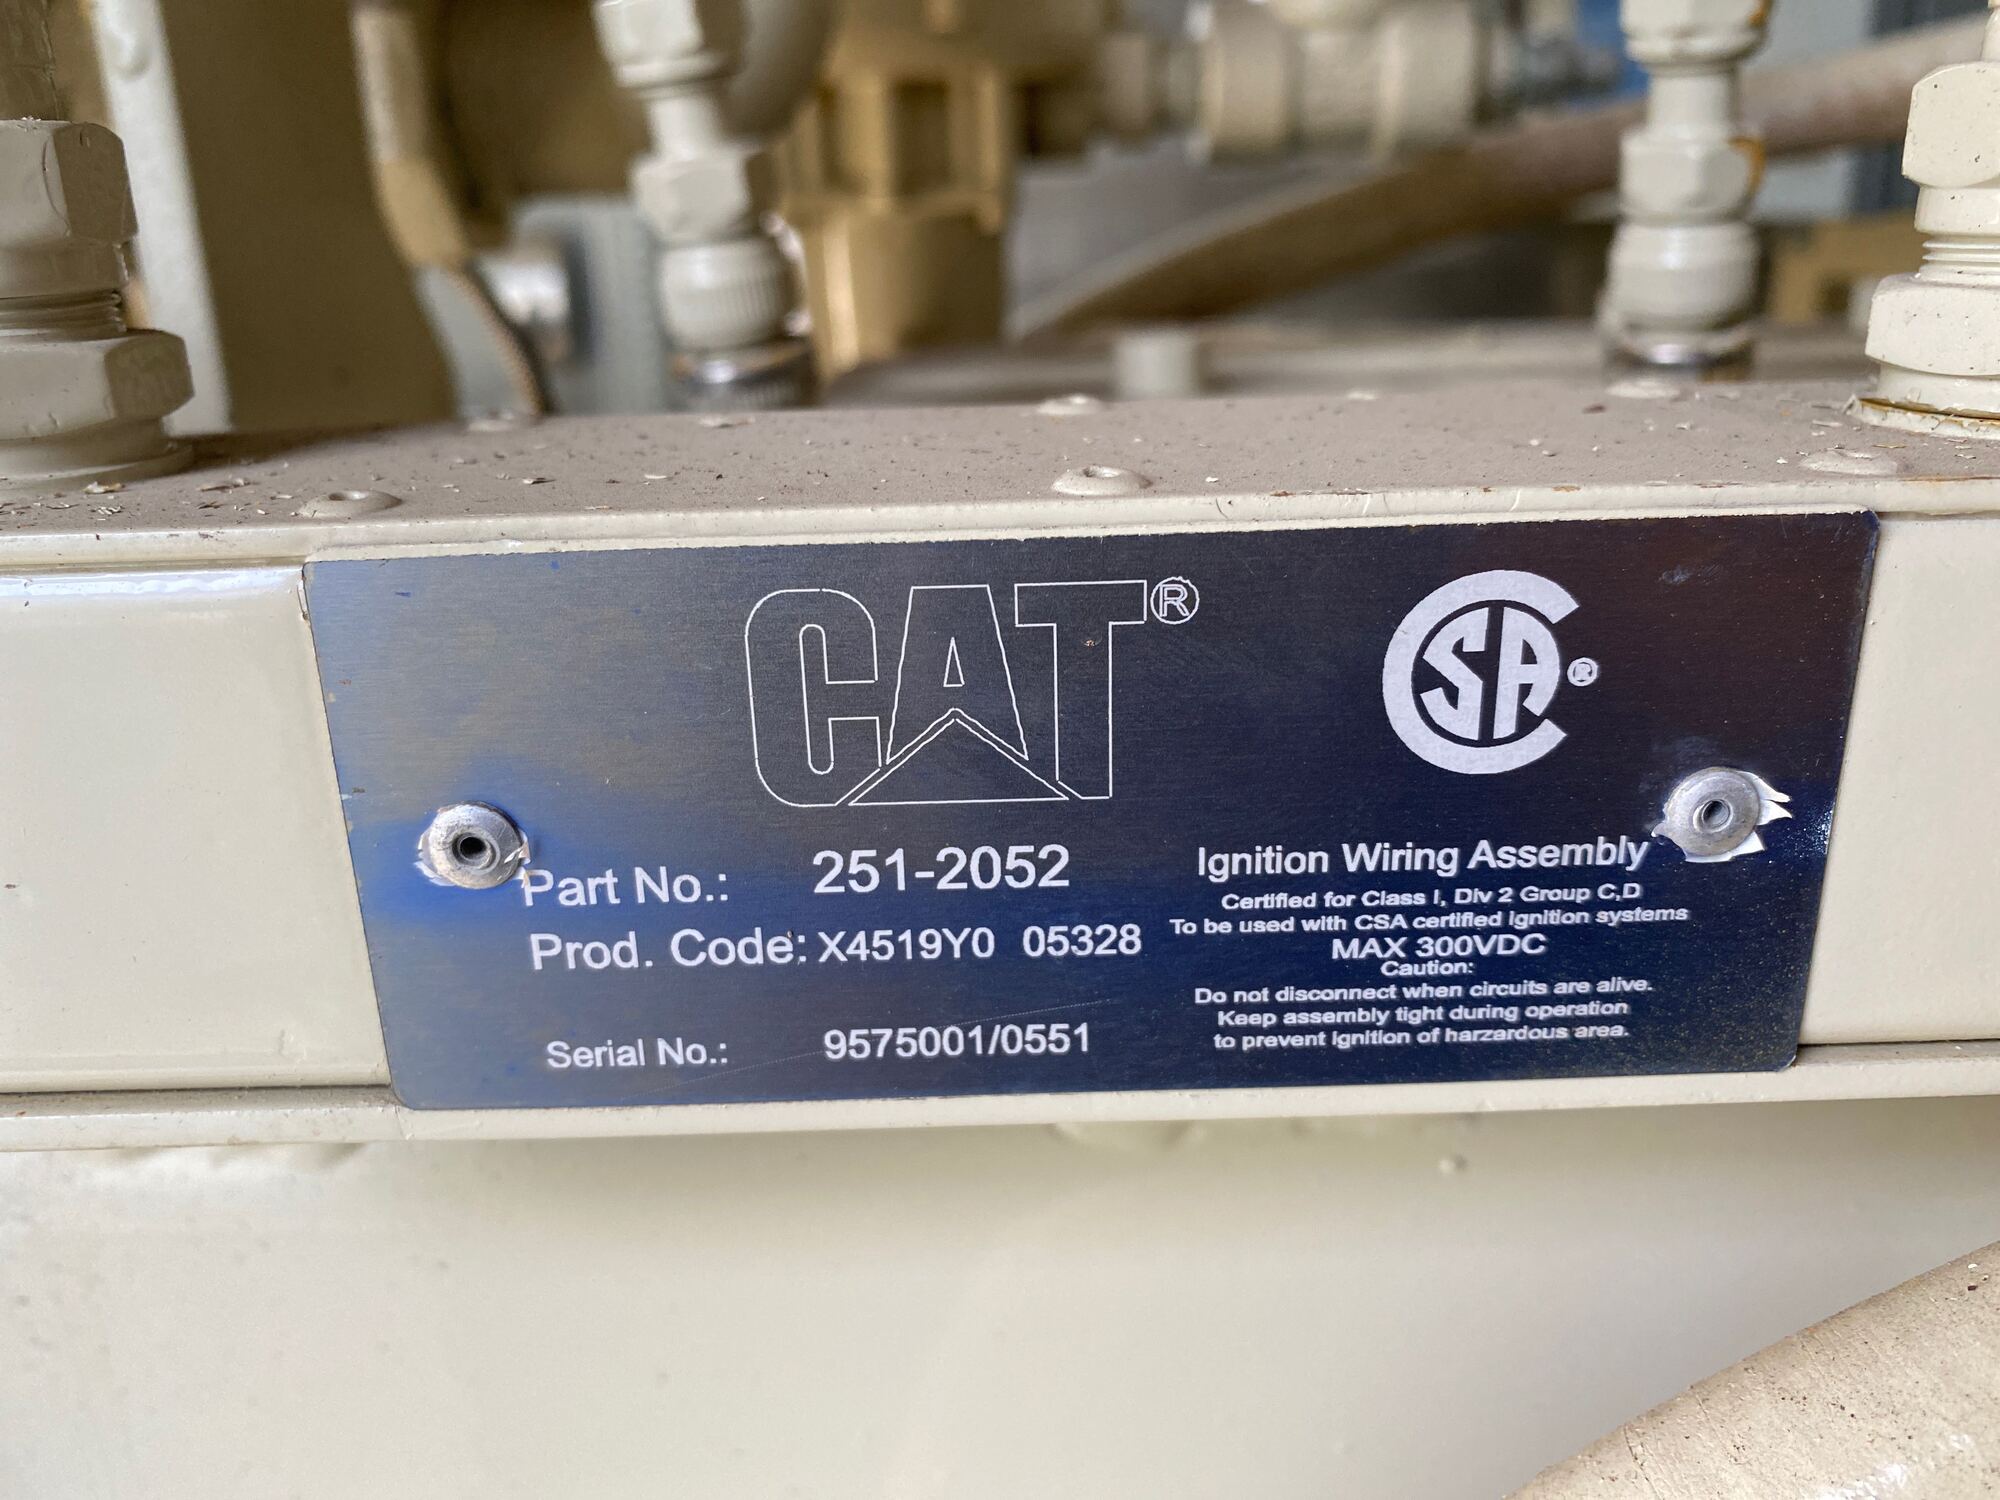 CAT®
CSA®
Part No.: 251-2052
Prod. Code: X4519Y0 05328
Serial No.: 9575001/0551
Ignition Wiring Assembly
Certified for Class I, Div 2 Group C,D
To be used with CSA certified ignition systems
MAX 300VDC
Caution:
Do not disconnect when circuits are alive.
Keep assembly tight during operation
to prevent ignition of harzardous area.